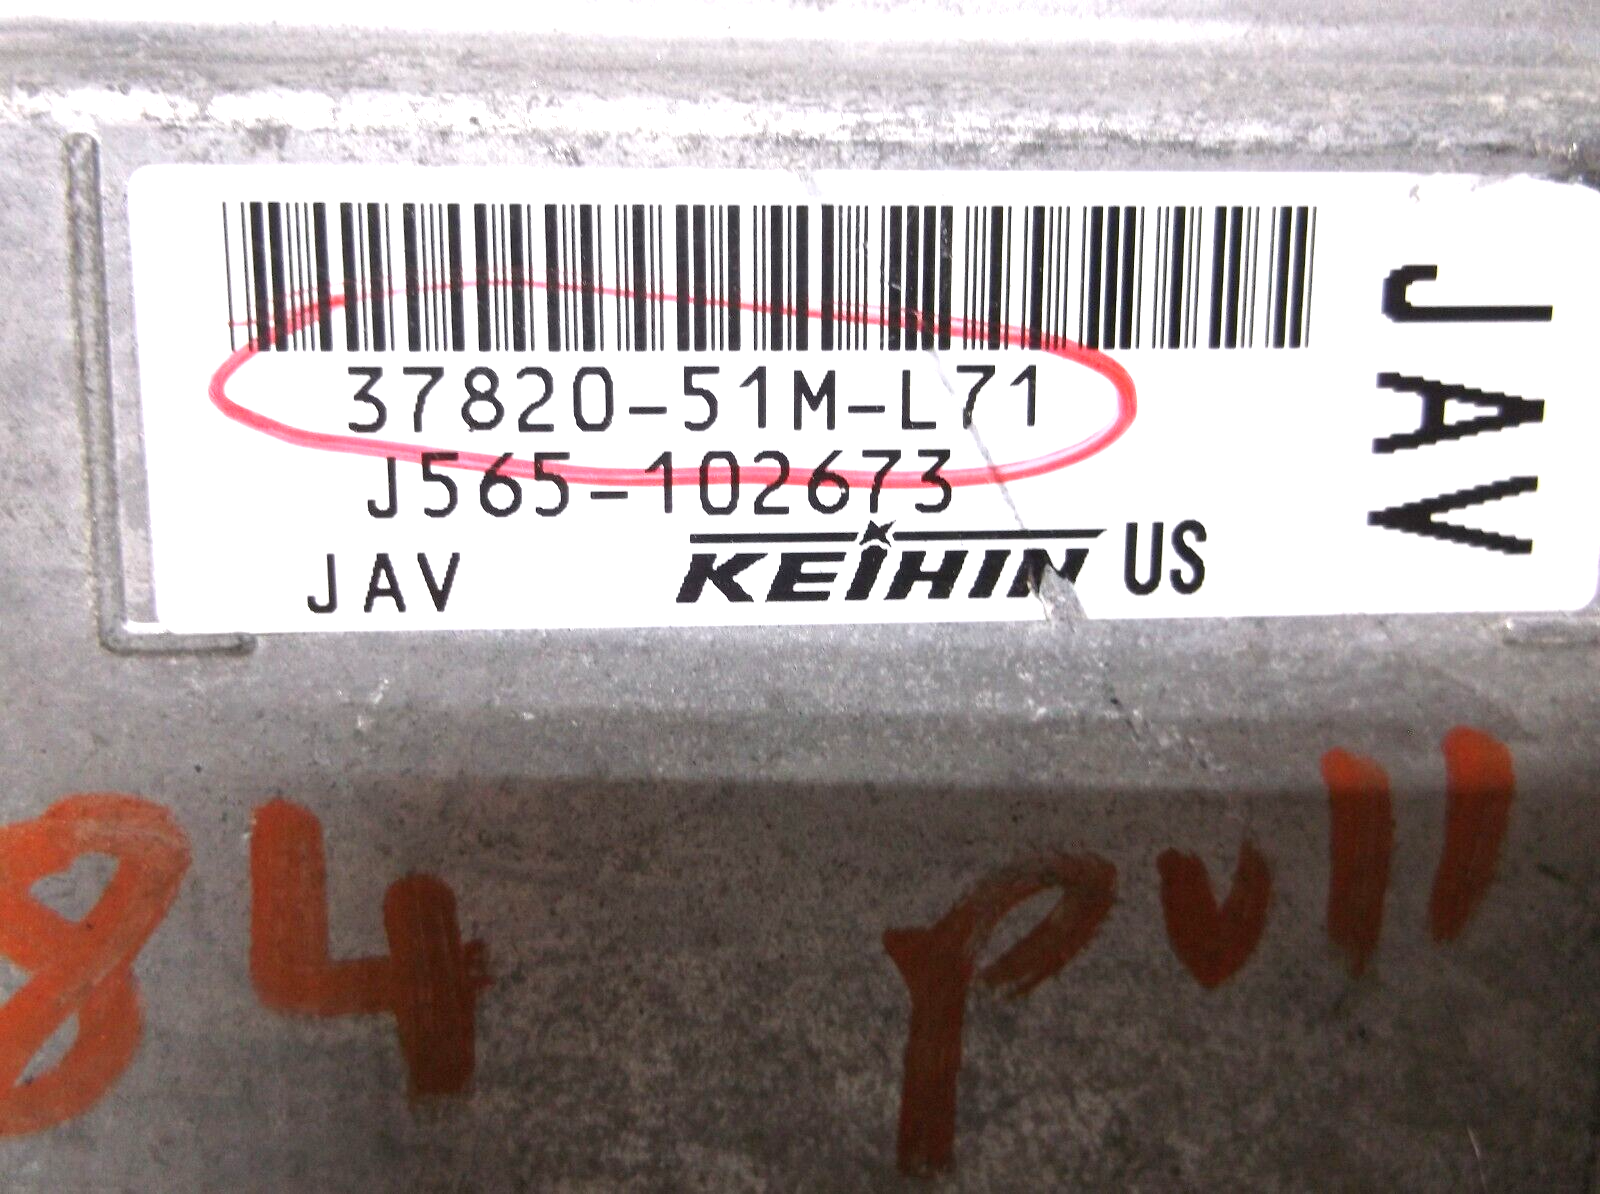 37820-51M-L71
J565-102673
JAV KEIHIN US
JAV
84 pull